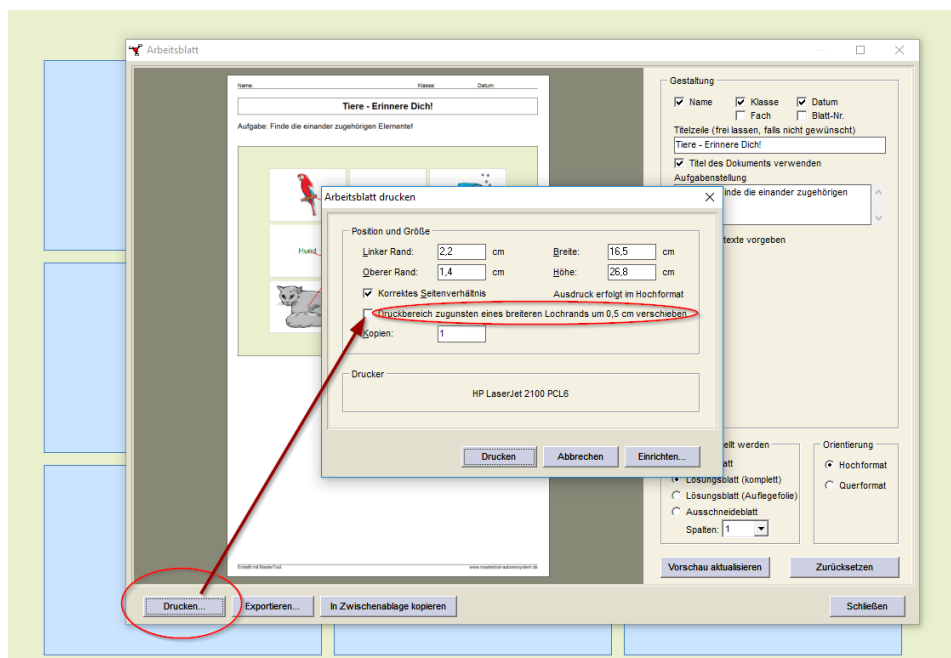 Arbeitsblatt
Name: Klasse: Datum:
Tiere - Erinnere Dich!
Aufgabe: Finde die einander zugehörigen Elemente!
Hund
Erstellt mit MasterTool
www.mastertool-autorensystem.de
Gestaltung
Name Klasse Datum
Fach Blatt-Nr.
Titelzeile (frei lassen, falls nicht gewünscht)
Tiere - Erinnere Dich!
Titel des Dokuments verwenden
Aufgabenstellung
inde die einander zugehörigen
texte vorgeben
Arbeitsblatt drucken
Position und Größe
Linker Rand: 2,2 cm Breite: 16,5 cm
Oberer Rand: 1,4 cm Höhe: 26,8 cm
Korrektes Seitenverhältnis Ausdruck erfolgt im Hochformat
Druckbereich zugunsten eines breiteren Lochrands um 0,5 cm verschieben
Kopien: 1
Drucker
HP LaserJet 2100 PCL6
Drucken Abbrechen Einrichten...
ellt werden
att
Lösungsblatt (komplett)
Lösungsblatt (Auflegefolie)
Ausschneideblatt
Spalten: 1
Orientierung
Hochformat
Querformat
Vorschau aktualisieren Zurücksetzen
Drucken... Exportieren... In Zwischenablage kopieren Schließen